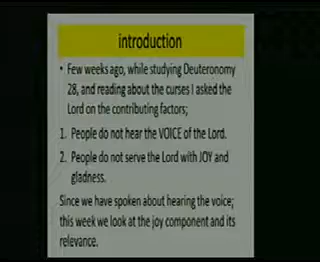 introduction
• Few weeks ago, while studying Deuteronomy
28, and reading about the curses I asked the
Lord on the contributing factors;
1. People do not hear the VOICE of the Lord.
2. People do not serve the Lord with JOY and
gladness.
Since we have spoken about hearing the voice;
this week we look at the joy component and its
relevance.